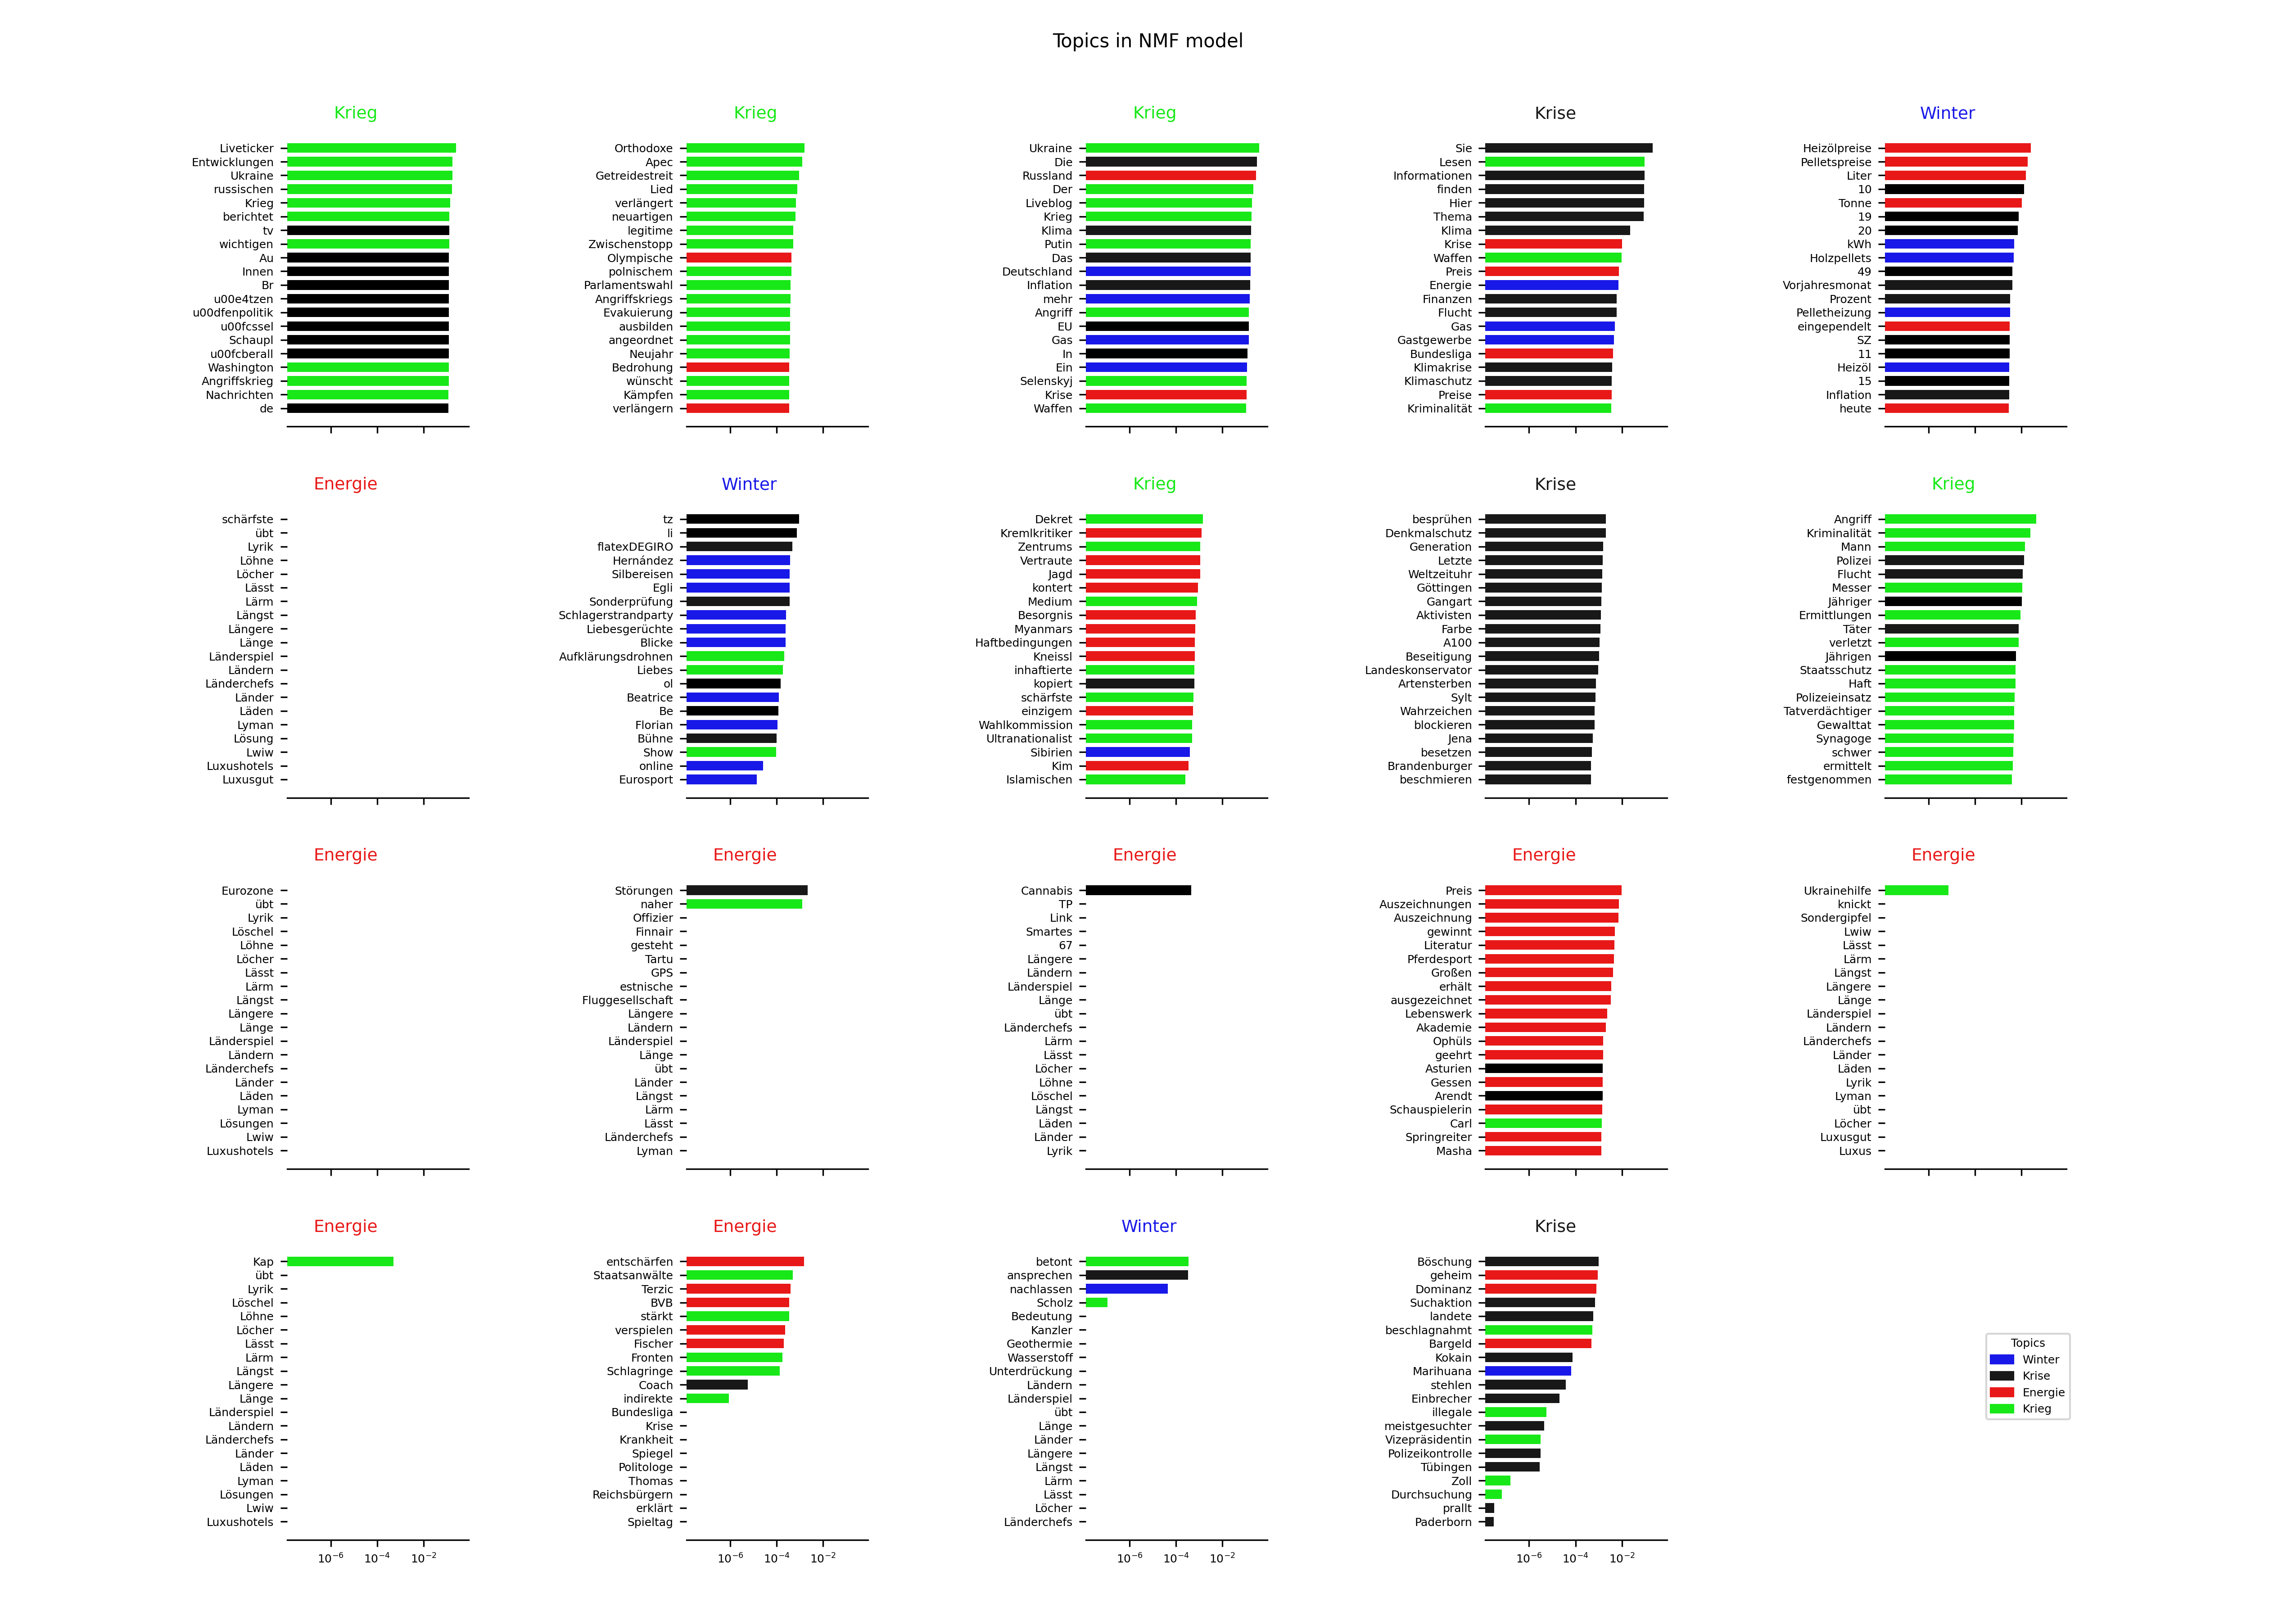 Topics in NMF model
Krieg
Liveticker
Entwicklungen
Ukraine
russischen
Krieg
berichtet
tv
wichtigen
Au
Innen
Br
u00e4tzen
u00dfenpolitik
u00fcssel
Schaupl
u00fcberall
Washington
Angriffskrieg
Nachrichten
de
Krieg
Orthodoxe
Apec
Getreidestreit
Lied
verlängert
neuartigen
legitime
Zwischenstopp
Olympische
polnischem
Parlamentswahl
Angriffskriegs
Evakuierung
ausbilden
angeordnet
Neujahr
Bedrohung
wünscht
Kämpfen
verlängern
Krieg
Ukraine
Die
Russland
Der
Liveblog
Krieg
Klima
Putin
Das
Deutschland
Inflation
mehr
Angriff
EU
Gas
In
Ein
Selenskyj
Krise
Waffen
Krise
Sie
Lesen
Informationen
finden
Hier
Thema
Klima
Krise
Waffen
Preis
Energie
Finanzen
Flucht
Gas
Gastgewerbe
Bundesliga
Klimakrise
Klimaschutz
Preise
Kriminalität
Winter
Heizölpreise
Pelletspreise
Liter
10
Tonne
19
20
kWh
Holzpellets
49
Vorjahresmonat
Prozent
Pelletheizung
eingependelt
SZ
11
Heizöl
15
Inflation
heute
Energie
schärfste
übt
Lyrik
Löhne
Löcher
Lässt
Lärm
Längst
Längere
Länge
Länderspiel
Ländern
Länderchefs
Länder
Läden
Lyman
Lösung
Lwiw
Luxushotels
Luxusgut
Winter
tz
li
flatexDEGIRO
Hernández
Silbereisen
Egli
Sonderprüfung
Schlagerstrandparty
Liebesgerüchte
Blicke
Aufklärungsdrohnen
Liebes
ol
Beatrice
Be
Florian
Bühne
Show
online
Eurosport
Krieg
Dekret
Kremlkritiker
Zentrums
Vertraute
Jagd
kontert
Medium
Besorgnis
Myanmars
Haftbedingungen
Kneissl
inhaftierte
kopiert
schärfste
einzigem
Wahlkommission
Ultranationalist
Sibirien
Kim
Islamischen
Krise
besprühen
Denkmalschutz
Generation
Letzte
Weltzeituhr
Göttingen
Gangart
Aktivisten
Farbe
A100
Beseitigung
Landeskonservator
Artensterben
Sylt
Wahrzeichen
blockieren
Jena
besetzen
Brandenburger
beschmieren
Krieg
Angriff
Kriminalität
Mann
Polizei
Flucht
Messer
Jähriger
Ermittlungen
Täter
verletzt
Jährigen
Staatsschutz
Haft
Polizeieinsatz
Tatverdächtiger
Gewalttat
Synagoge
schwer
ermittelt
festgenommen
Energie
Eurozone
übt
Lyrik
Löschel
Löhne
Löcher
Lässt
Lärm
Längst
Längere
Länge
Länderspiel
Ländern
Länderchefs
Länder
Läden
Lyman
Lösungen
Lwiw
Luxushotels
Energie
Störungen
naher
Offizier
Finnair
gesteht
Tartu
GPS
estnische
Fluggesellschaft
Längere
Ländern
Länderspiel
Länge
übt
Länder
Längst
Lärm
Lässt
Länderchefs
Lyman
Energie
Cannabis
TP
Link
Smartes
67
Längere
Ländern
Länderspiel
Länge
übt
Länderchefs
Lärm
Lässt
Löcher
Löhne
Löschel
Längst
Läden
Länder
Lyrik
Energie
Preis
Auszeichnungen
Auszeichnung
gewinnt
Literatur
Pferdesport
Großen
erhält
ausgezeichnet
Lebenswerk
Akademie
Ophüls
geehrt
Asturien
Gessen
Arendt
Schauspielerin
Carl
Springreiter
Masha
Energie
Ukrainehilfe
knickt
Sondergipfel
Lwiw
Lässt
Lärm
Längst
Längere
Länge
Länderspiel
Ländern
Länderchefs
Länder
Läden
Lyrik
Lyman
übt
Löcher
Luxusgut
Luxus
Energie
Kap
übt
Lyrik
Löschel
Löhne
Löcher
Lässt
Lärm
Längst
Längere
Länge
Länderspiel
Ländern
Länderchefs
Länder
Läden
Lyman
Lösungen
Lwiw
Luxushotels
10⁻⁶ 10⁻⁴ 10⁻²
Energie
entschärfen
Staatsanwälte
Terzic
BVB
stärkt
verspielen
Fischer
Fronten
Schlagringe
Coach
indirekte
Bundesliga
Krise
Krankheit
Spiegel
Politologe
Thomas
Reichsbürgern
erklärt
Spieltag
10⁻⁶ 10⁻⁴ 10⁻²
Winter
betont
ansprechen
nachlassen
Scholz
Bedeutung
Kanzler
Geothermie
Wasserstoff
Unterdrückung
Ländern
Länderspiel
übt
Länge
Länder
Längere
Längst
Lärm
Lässt
Löcher
Länderchefs
10⁻⁶ 10⁻⁴ 10⁻²
Krise
Böschung
geheim
Dominanz
Suchaktion
landete
beschlagnahmt
Bargeld
Kokain
Marihuana
stehlen
Einbrecher
illegale
meistgesuchter
Vizepräsidentin
Polizeikontrolle
Tübingen
Zoll
Durchsuchung
prallt
Paderborn
10⁻⁶ 10⁻⁴ 10⁻²
Topics
Winter
Krise
Energie
Krieg